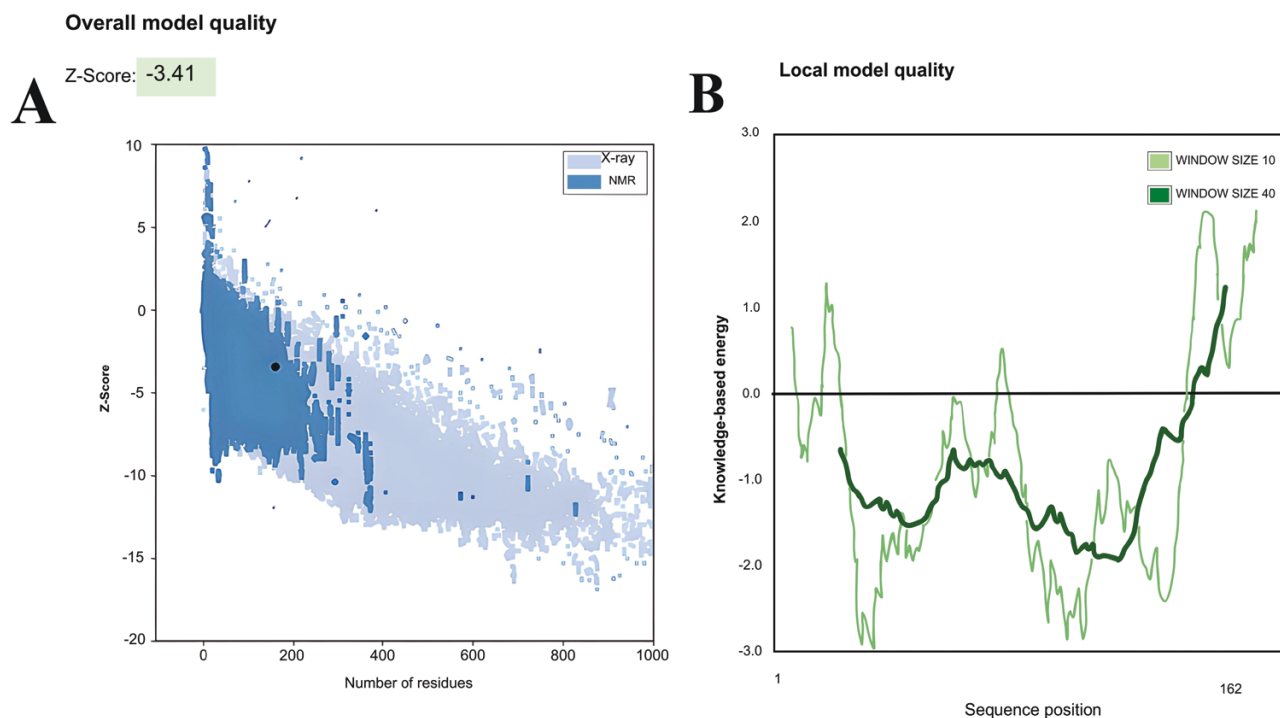 Overall model quality
Z-Score: -3.41
A
10
5
0
-5
-10
-15
-20
Z-Score
X-ray
NMR
0 200 400 600 800 1000
Number of residues
B
Local model quality
3.0
2.0
1.0
0.0
-1.0
-2.0
-3.0
Knowledge-based energy
WINDOW SIZE 10
WINDOW SIZE 40
1
162
Sequence position